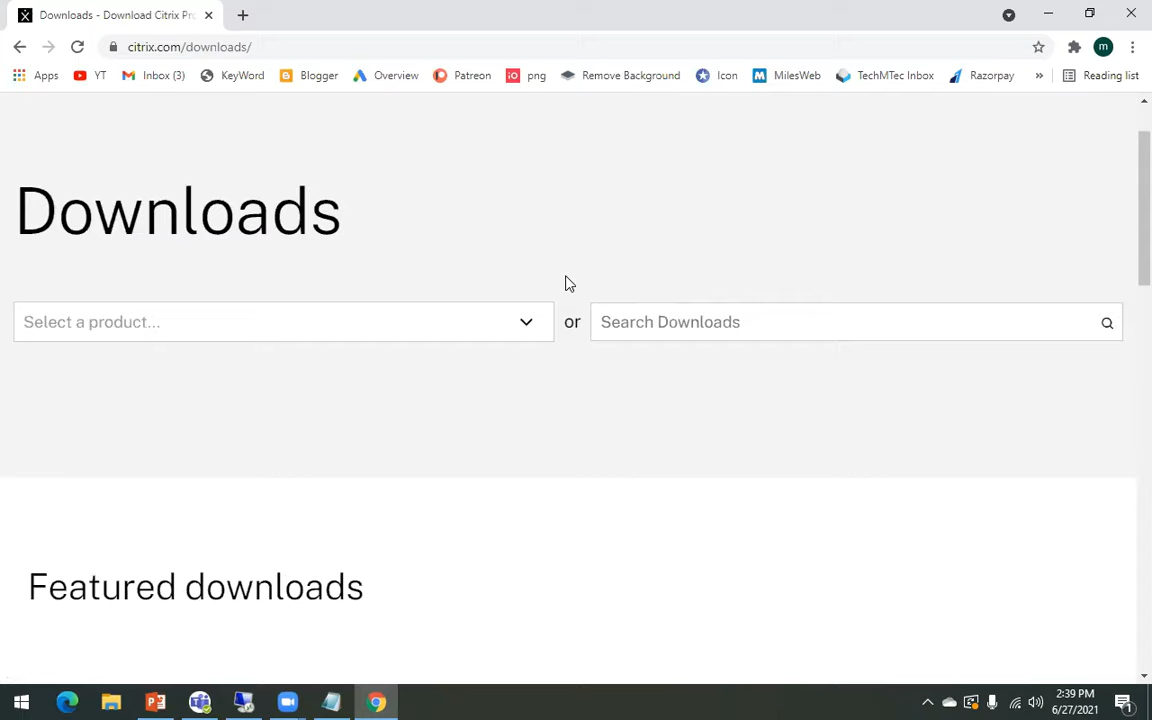 Downloads - Download Citrix Pro
citrix.com/downloads/
m
Apps YT Inbox (3) KeyWord Blogger Overview Patreon png Remove Background Icon MilesWeb TechMTec Inbox Razorpay » Reading list
Downloads
Select a product... or Search Downloads
Featured downloads
2:39 PM
6/27/2021